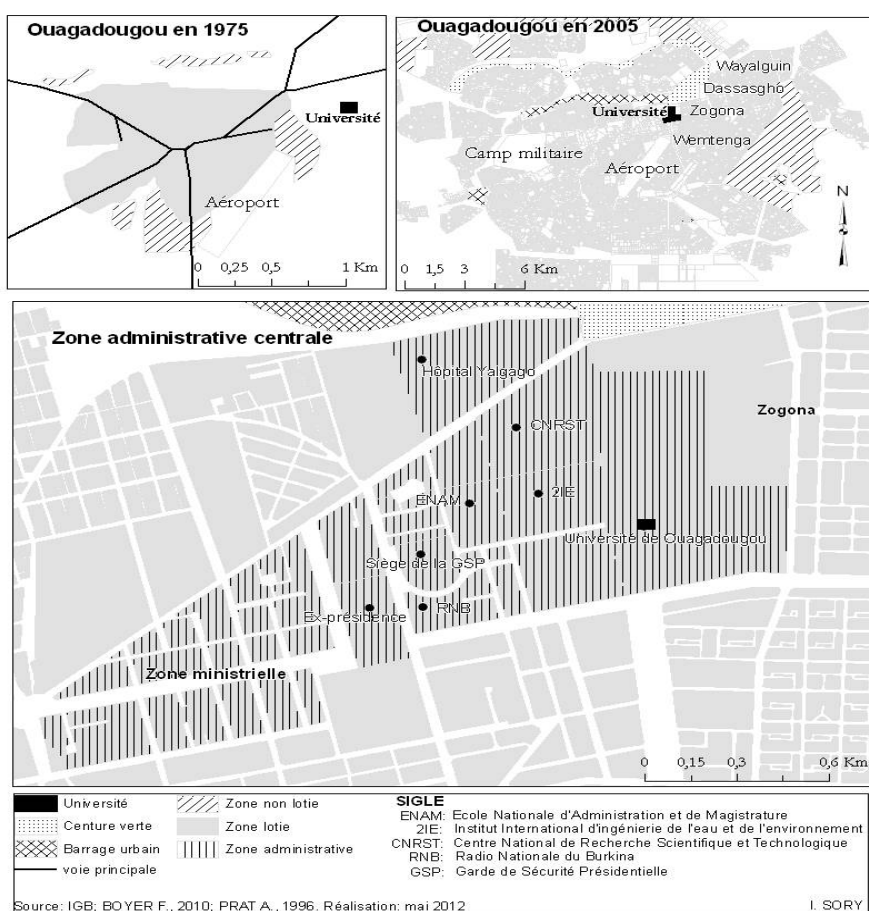 Ouagadougou en 1975
Université
Aéroport
0 0,25 0,5 1 Km
Ouagadougou en 2005
Wayalguin
Dassasgho
Université
Zogona
Wemtenga
Camp militaire
Aéroport
N
0 1,5 3 6 Km
Zone administrative centrale
Hôpital Yalgago
Zogona
CNRST
ENAM
2IE
Université de Ouagadougou
Siège de la GSP
Ex-présidence
RNB
Zone ministrielle
0 0,15 0,3 0,6 Km
Université
Centure verte
Barrage urbain
voie principale
Zone non lotie
Zone lotie
Zone administrative
SIGLE
ENAM: Ecole Nationale d'Administration et de Magistrature
2IE: Institut International d'ingénierie de l'eau et de l'environnement
CNRST: Centre National de Recherche Scientifique et Technologique
RNB: Radio Nationale du Burkina
GSP: Garde de Sécurité Présidentielle
Source: IGB; BOYER F., 2010; PRAT A., 1996. Réalisation: mai 2012
I. SORY